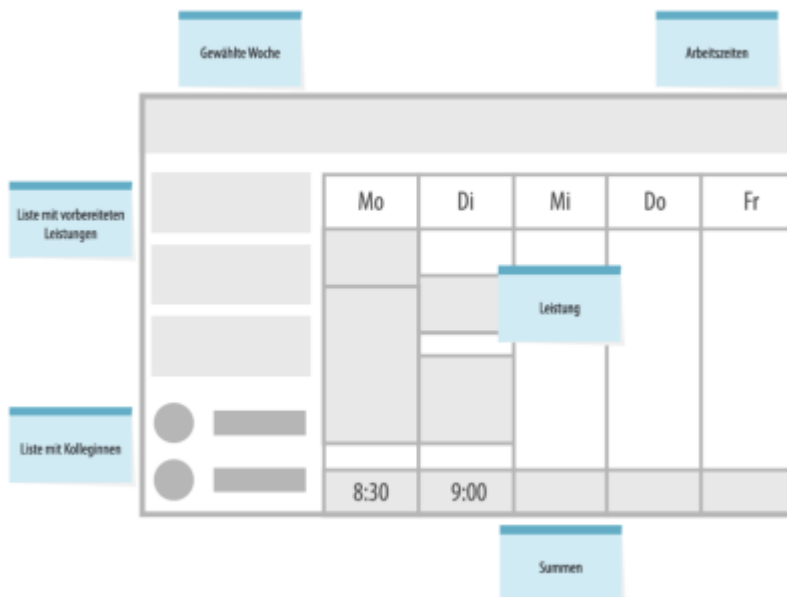 Gewählte Woche
Arbeitszeiten
Liste mit vorbereiteten
Leistungen
Mo Di Mi Do Fr
Leistung
Liste mit Kolleginnen
8:30 9:00
Summen